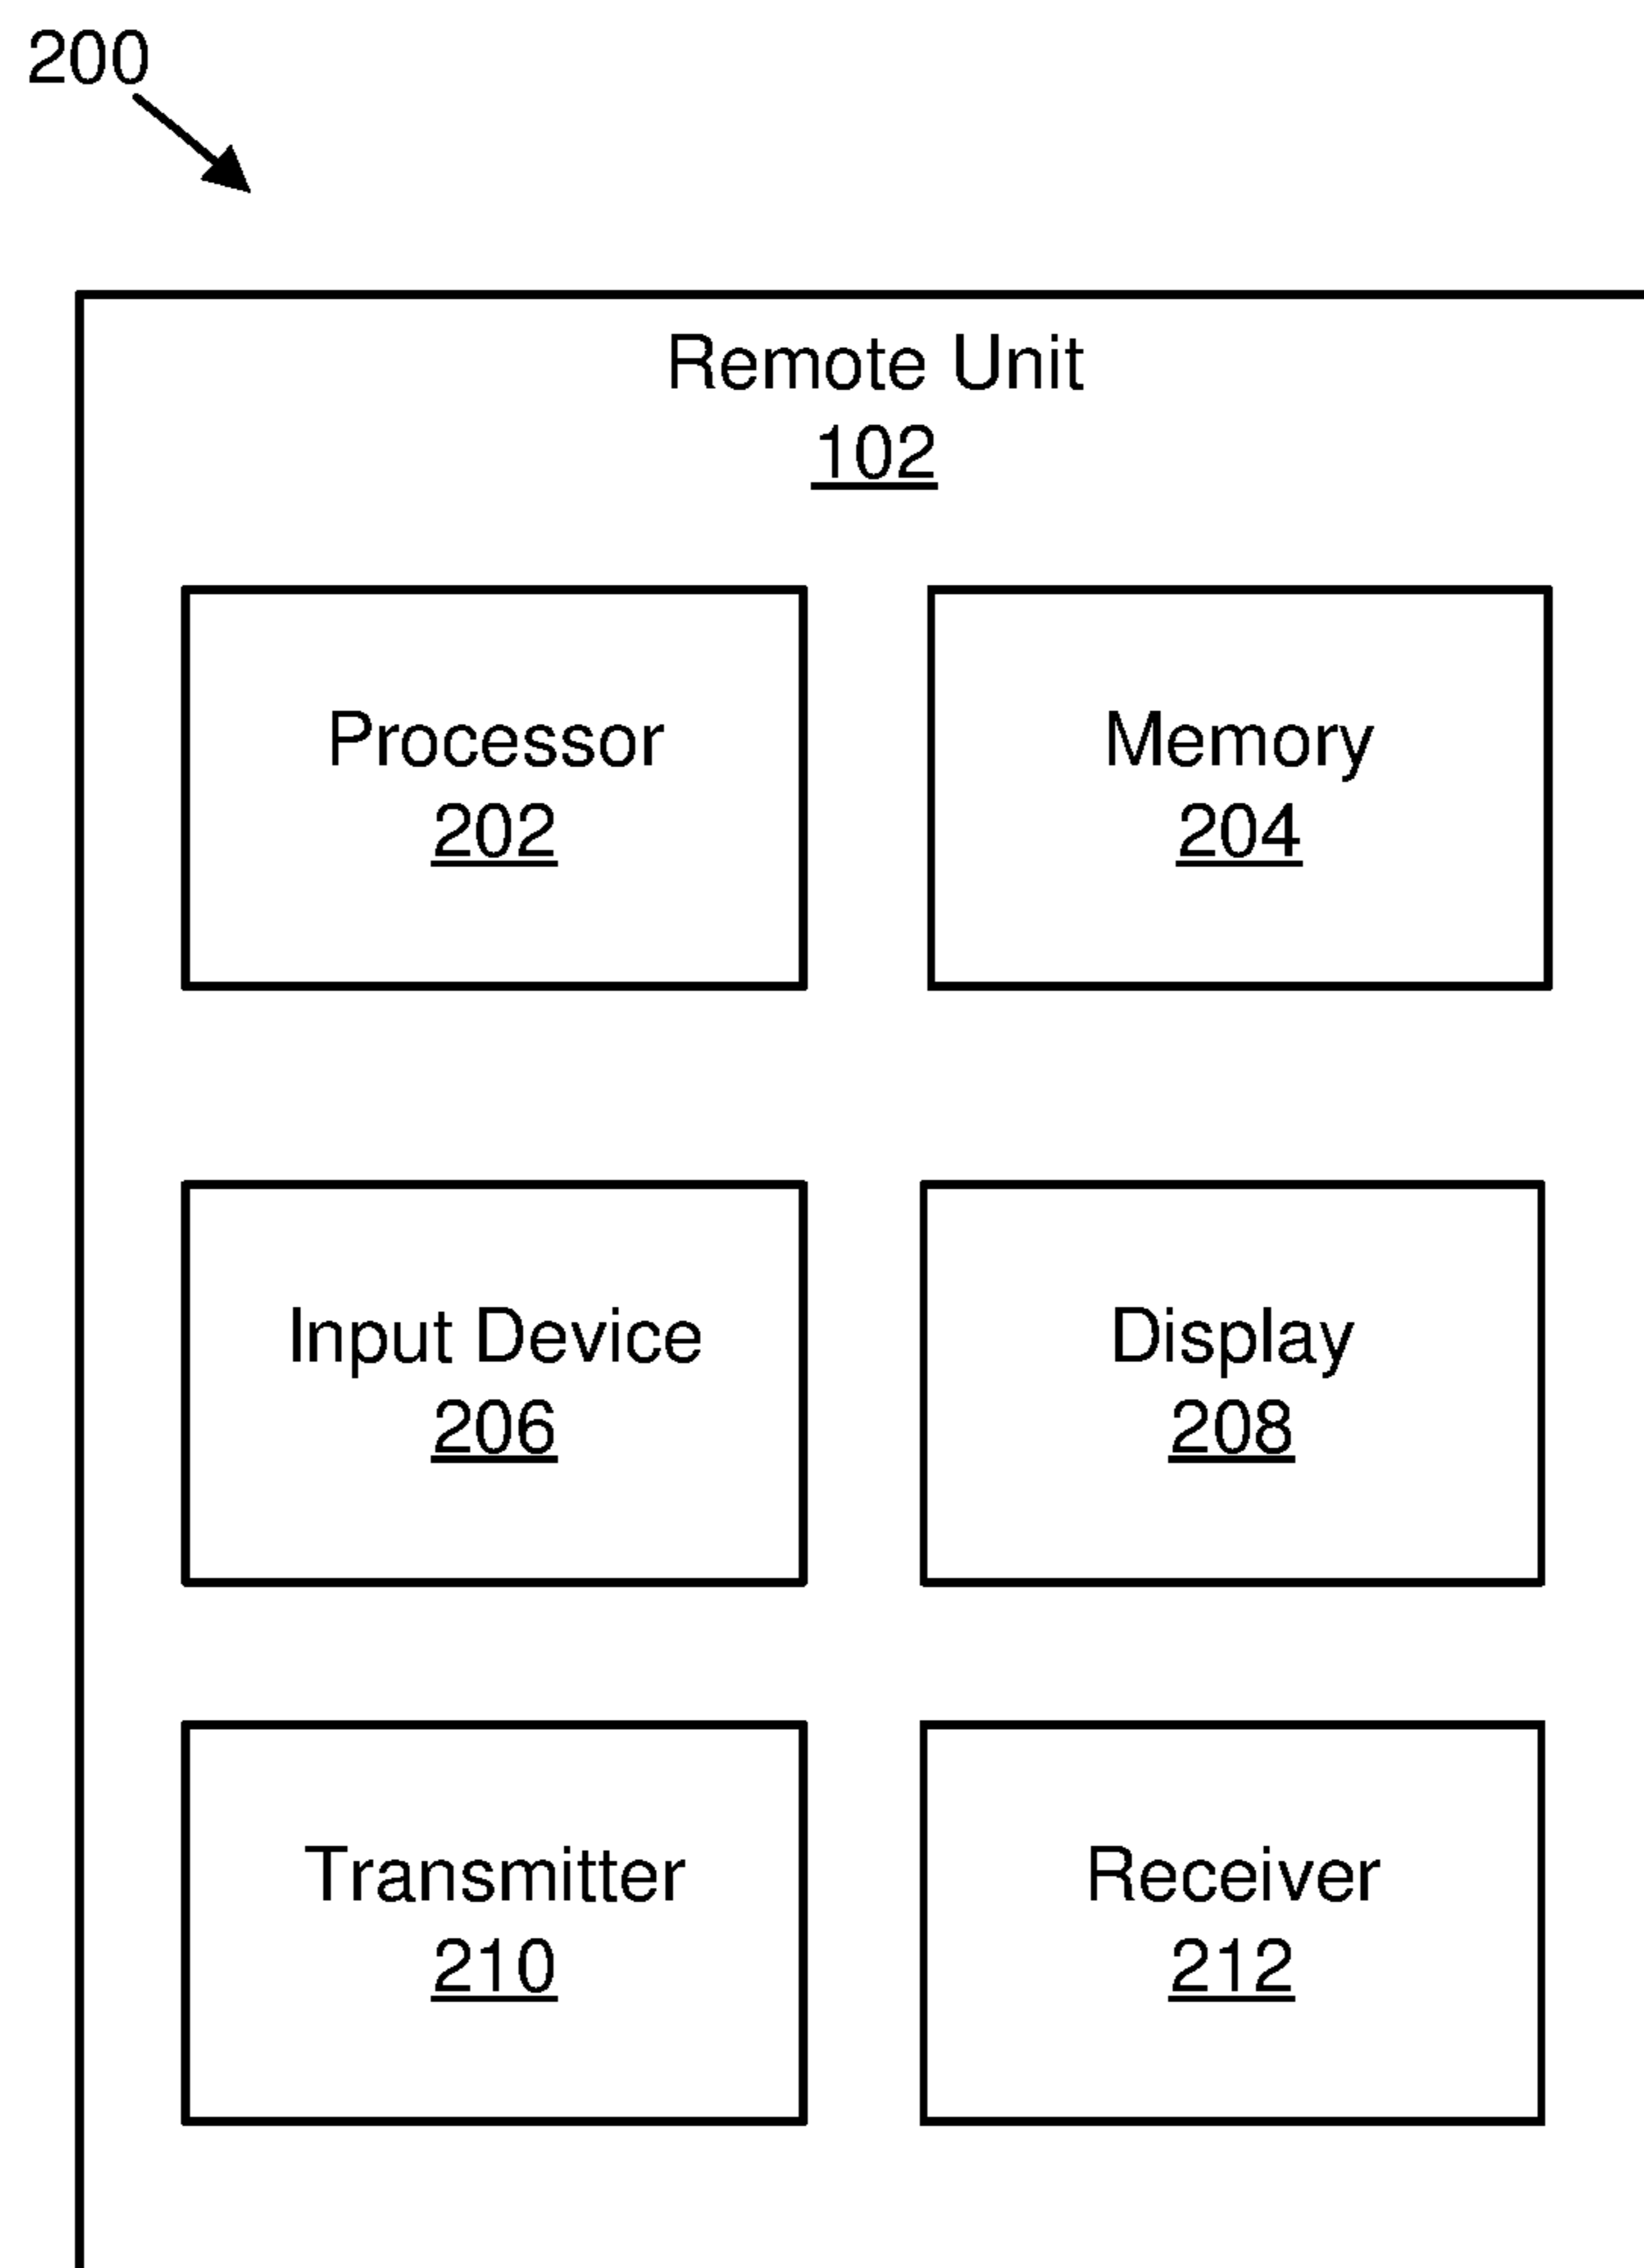 200
Remote Unit
102
Processor
202
Memory
204
Input Device
206
Display
208
Transmitter
210
Receiver
212